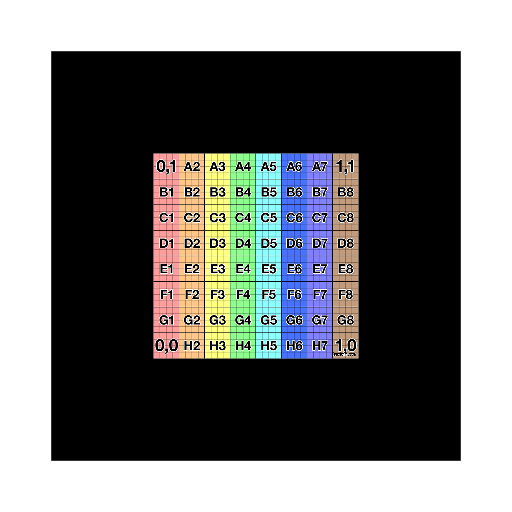 0,1 A2 A3 A4 A5 A6 A7 1,1
B1 B2 B3 B4 B5 B6 B7 B8
C1 C2 C3 C4 C5 C6 C7 C8
D1 D2 D3 D4 D5 D6 D7 D8
E1 E2 E3 E4 E5 E6 E7 E8
F1 F2 F3 F4 F5 F6 F7 F8
G1 G2 G3 G4 G5 G6 G7 G8
0,0 H2 H3 H4 H5 H6 H7 1,0